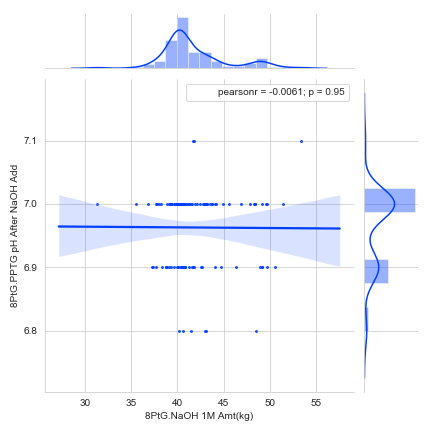 pearsonr = -0.0061; p = 0.95
7.1
7.0
6.9
6.8
8PtG.PPTG pH After NaOH Add
30 35 40 45 50 55
8PtG.NaOH 1M Amt(kg)